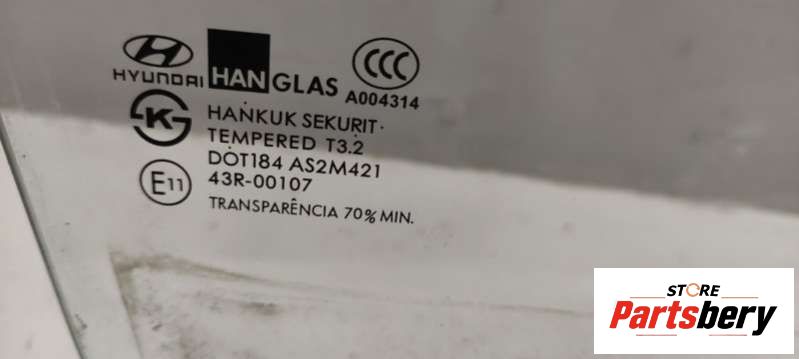 HYUNDAI
HANGLAS
CCC
A004314
KS
HANKUK SEKURIT·
TEMPERED T3.2
DOT184 AS2M421
E11
43R-00107
TRANSPARÊNCIA 70% MIN.
STORE
Partsbery